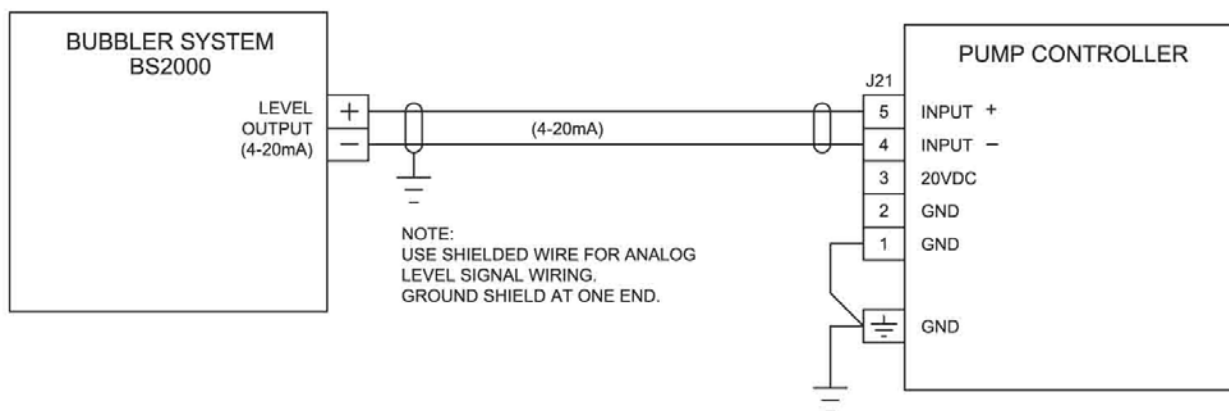 BUBBLER SYSTEM
BS2000
LEVEL
OUTPUT
(4-20mA)
+
−
(4-20mA)
NOTE:
USE SHIELDED WIRE FOR ANALOG
LEVEL SIGNAL WIRING.
GROUND SHIELD AT ONE END.
PUMP CONTROLLER
J21
5 INPUT +
4 INPUT −
3 20VDC
2 GND
1 GND
GND